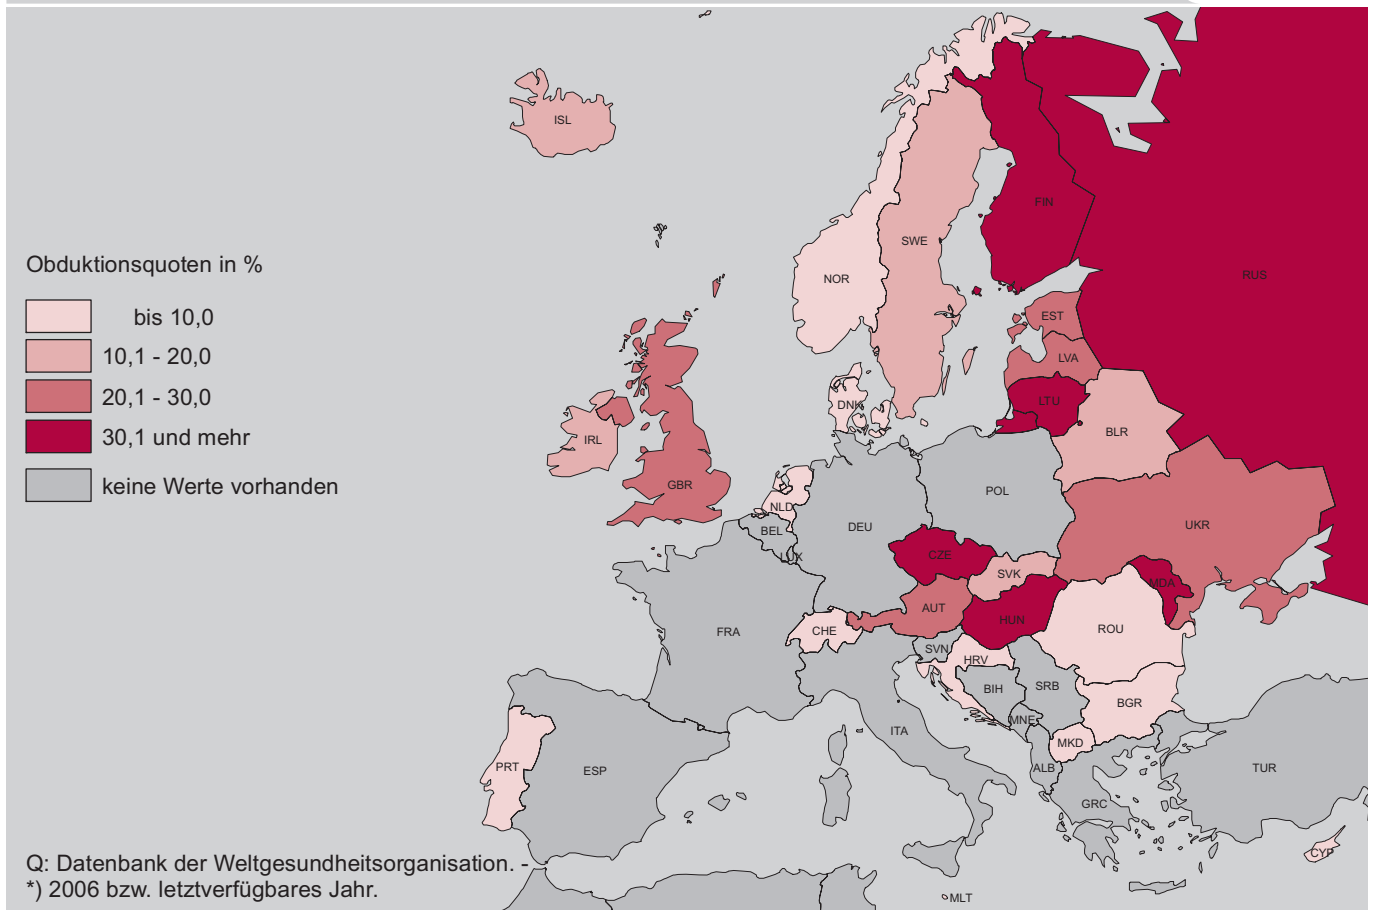 ISL
FIN
SWE
RUS
NOR
Obduktionsquoten in %
bis 10,0
10,1 - 20,0
20,1 - 30,0
30,1 und mehr
keine Werte vorhanden
EST
LVA
LTU
DNK
BLR
IRL
GBR
POL
NLD
BEL
DEU
UKR
LUX
CZE
SVK
MDA
AUT
HUN
FRA
CHE
ROU
SVN
HRV
BIH
SRB
BGR
MNE
ITA
MKD
PRT
ESP
ALB
TUR
GRC
CYP
Q: Datenbank der Weltgesundheitsorganisation. -
*) 2006 bzw. letztverfügbares Jahr.
MLT